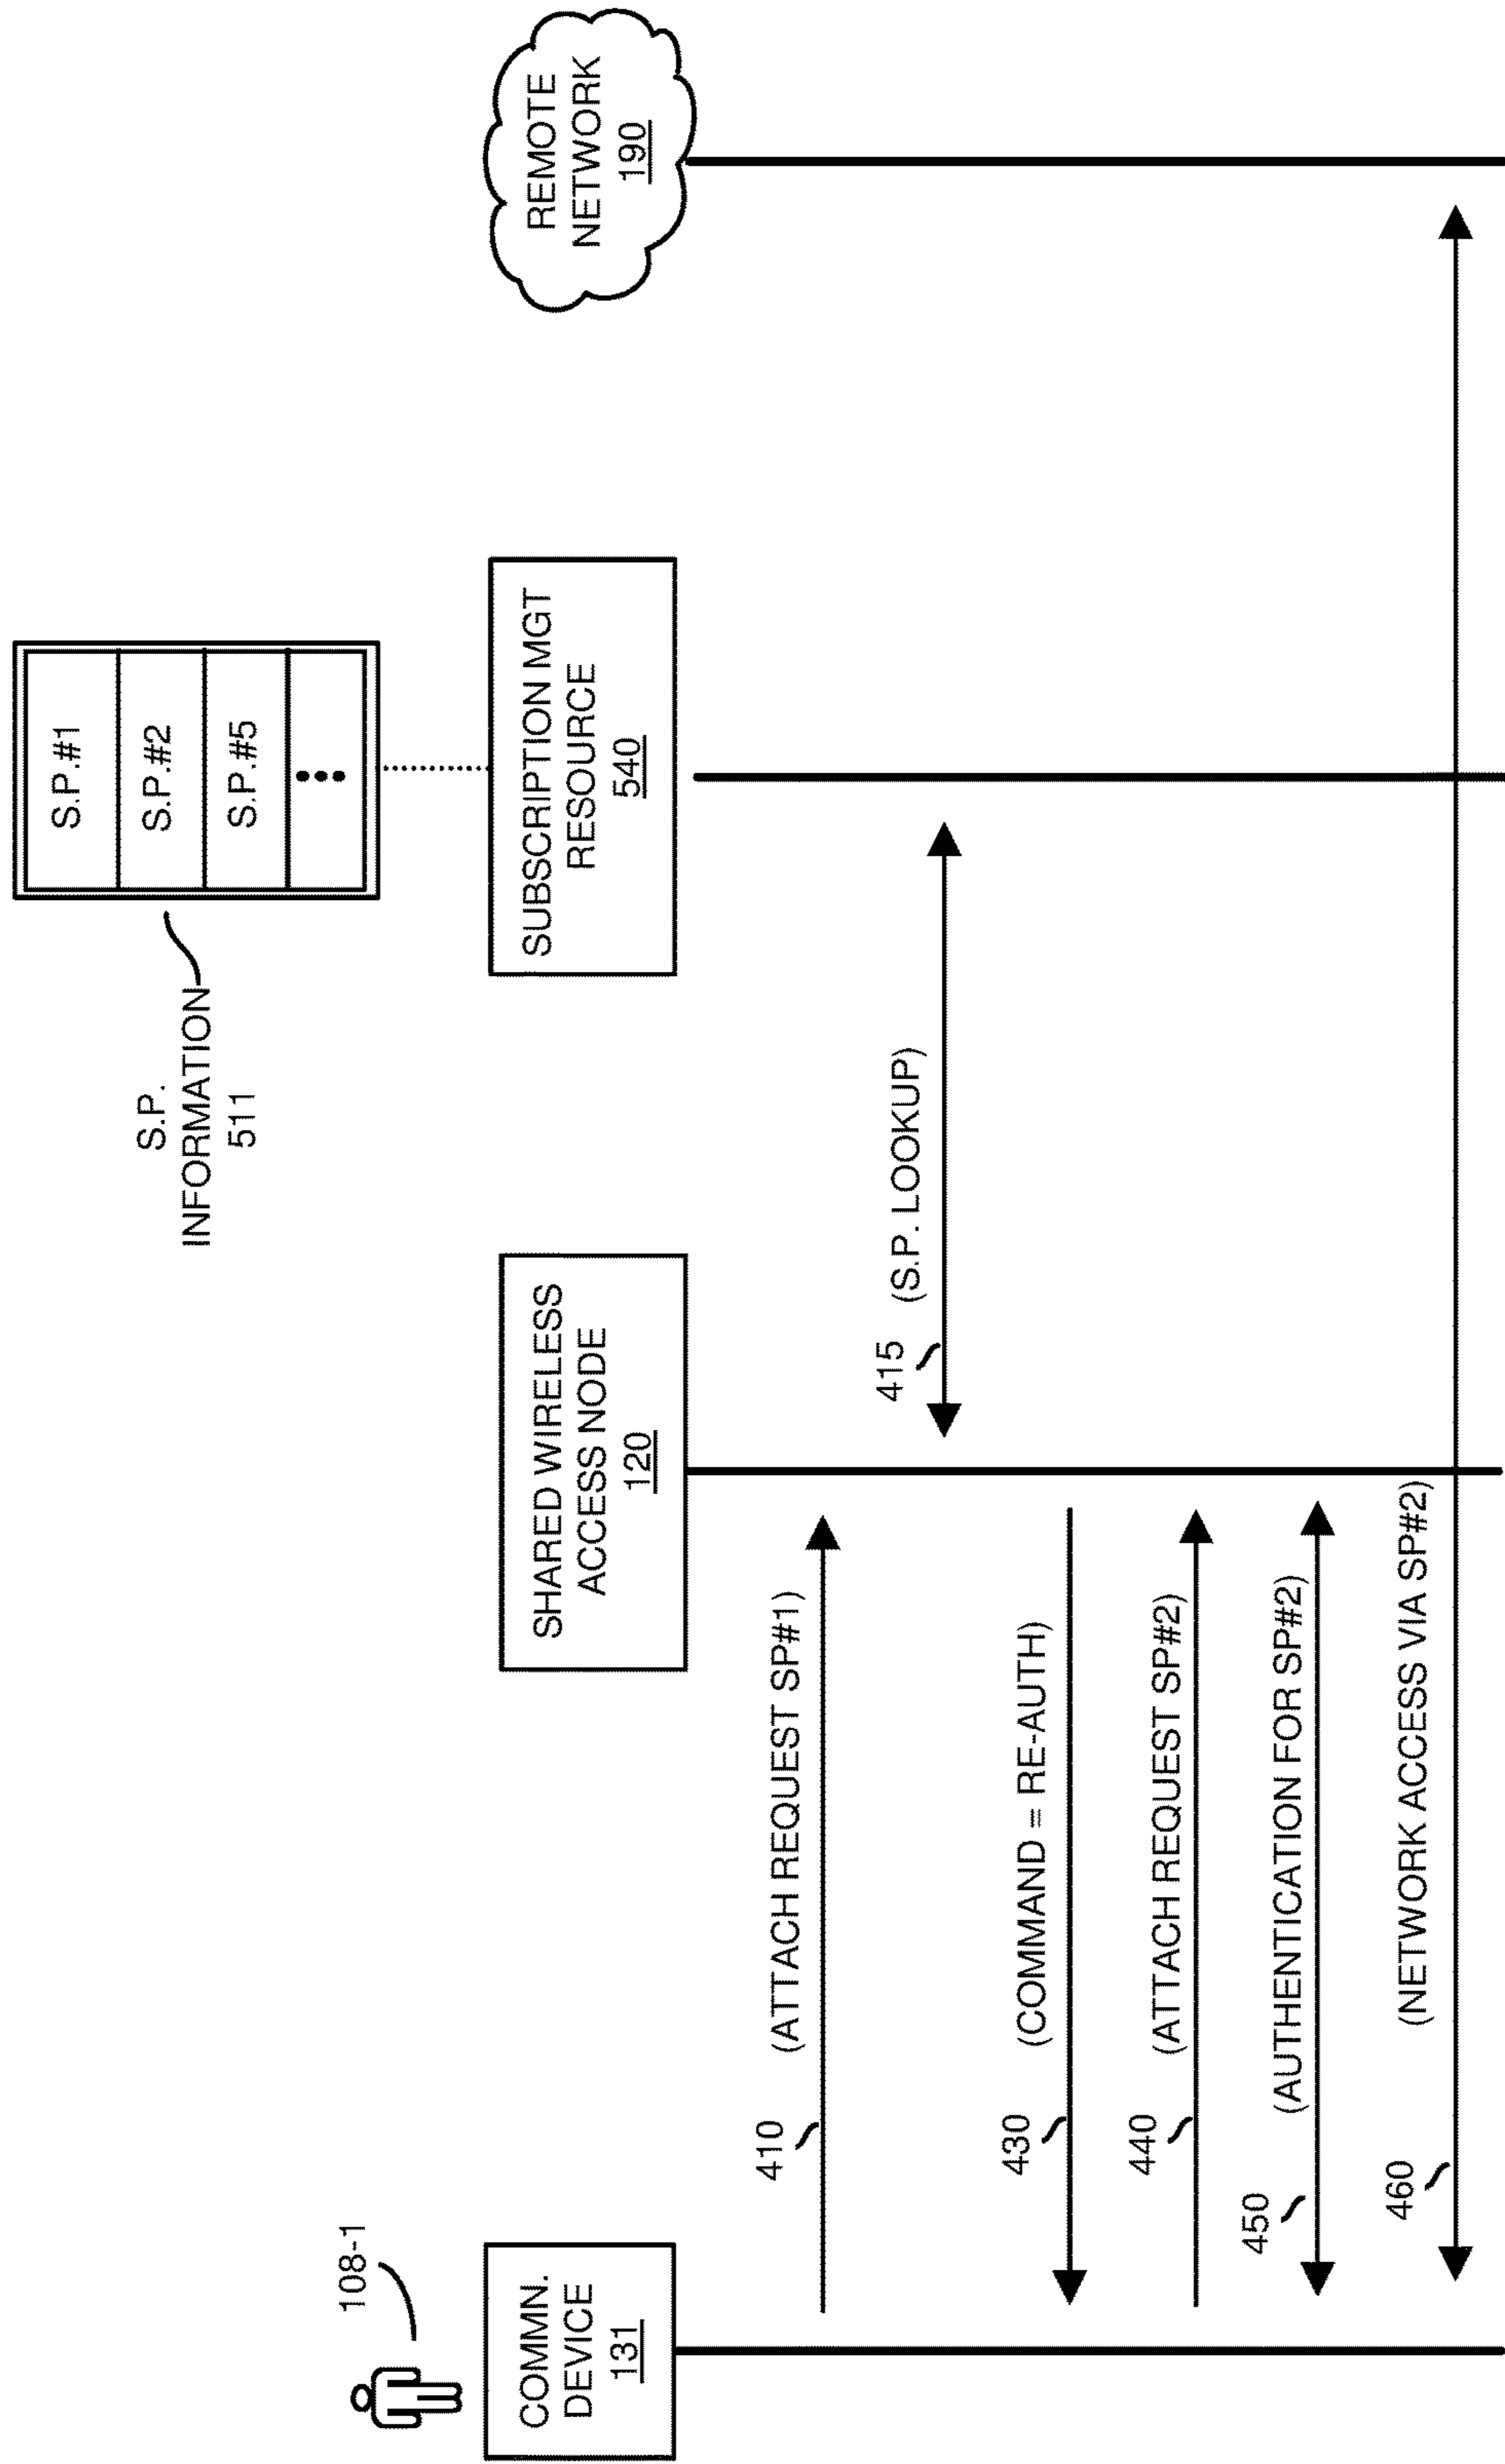 108-1
COMMN.
DEVICE
131
SHARED WIRELESS
ACCESS NODE
120
S.P.
INFORMATION
511
S.P.#1
S.P.#2
S.P.#5
SUBSCRIPTION MGT
RESOURCE
540
REMOTE
NETWORK
190
410
(ATTACH REQUEST SP#1)
415
(S.P. LOOKUP)
430
(COMMAND = RE-AUTH)
440
(ATTACH REQUEST SP#2)
450
(AUTHENTICATION FOR SP#2)
460
(NETWORK ACCESS VIA SP#2)